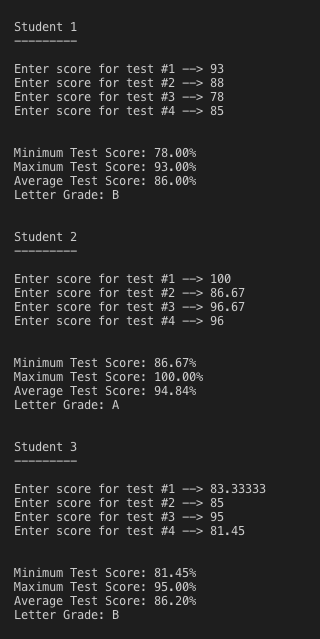 Student 1
---------
Enter score for test #1 --> 93
Enter score for test #2 --> 88
Enter score for test #3 --> 78
Enter score for test #4 --> 85
Minimum Test Score: 78.00%
Maximum Test Score: 93.00%
Average Test Score: 86.00%
Letter Grade: B
Student 2
---------
Enter score for test #1 --> 100
Enter score for test #2 --> 86.67
Enter score for test #3 --> 96.67
Enter score for test #4 --> 96
Minimum Test Score: 86.67%
Maximum Test Score: 100.00%
Average Test Score: 94.84%
Letter Grade: A
Student 3
---------
Enter score for test #1 --> 83.33333
Enter score for test #2 --> 85
Enter score for test #3 --> 95
Enter score for test #4 --> 81.45
Minimum Test Score: 81.45%
Maximum Test Score: 95.00%
Average Test Score: 86.20%
Letter Grade: B